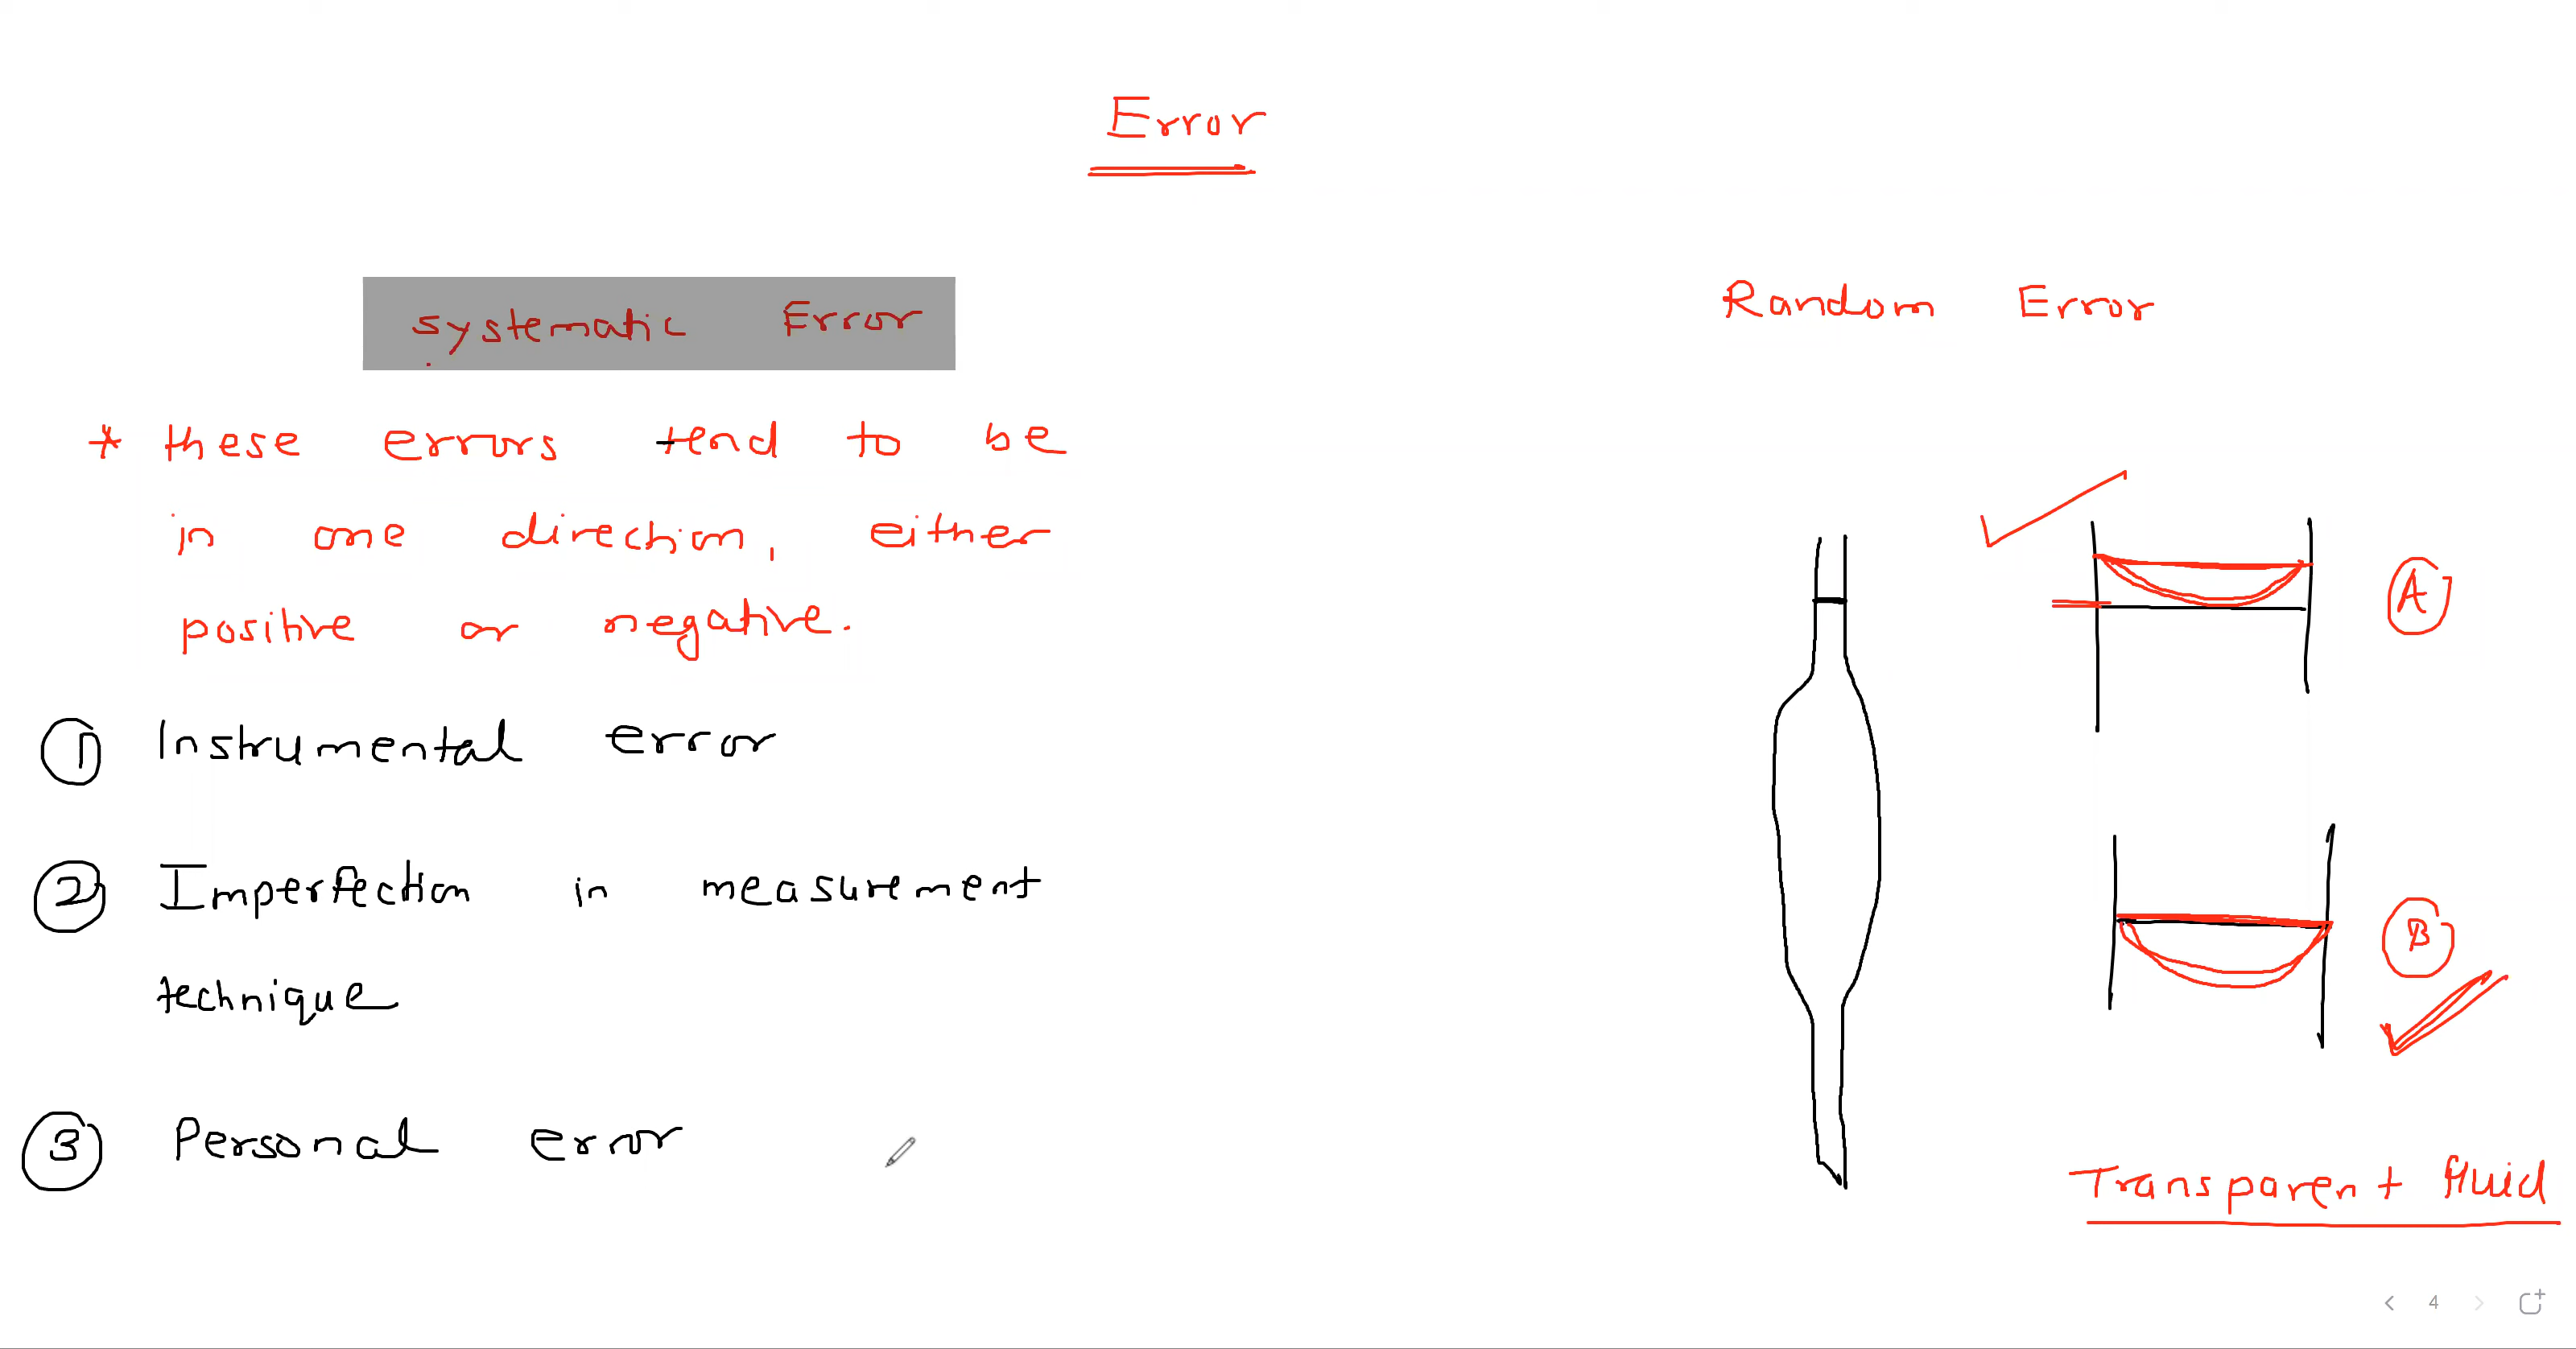 Error
systematic Error
Random Error
* these errors tend to be
in one direction, either
positive or negative.
① Instrumental error
② Imperfection in measurement
technique
③ Personal error
A
B
Transparent fluid
4